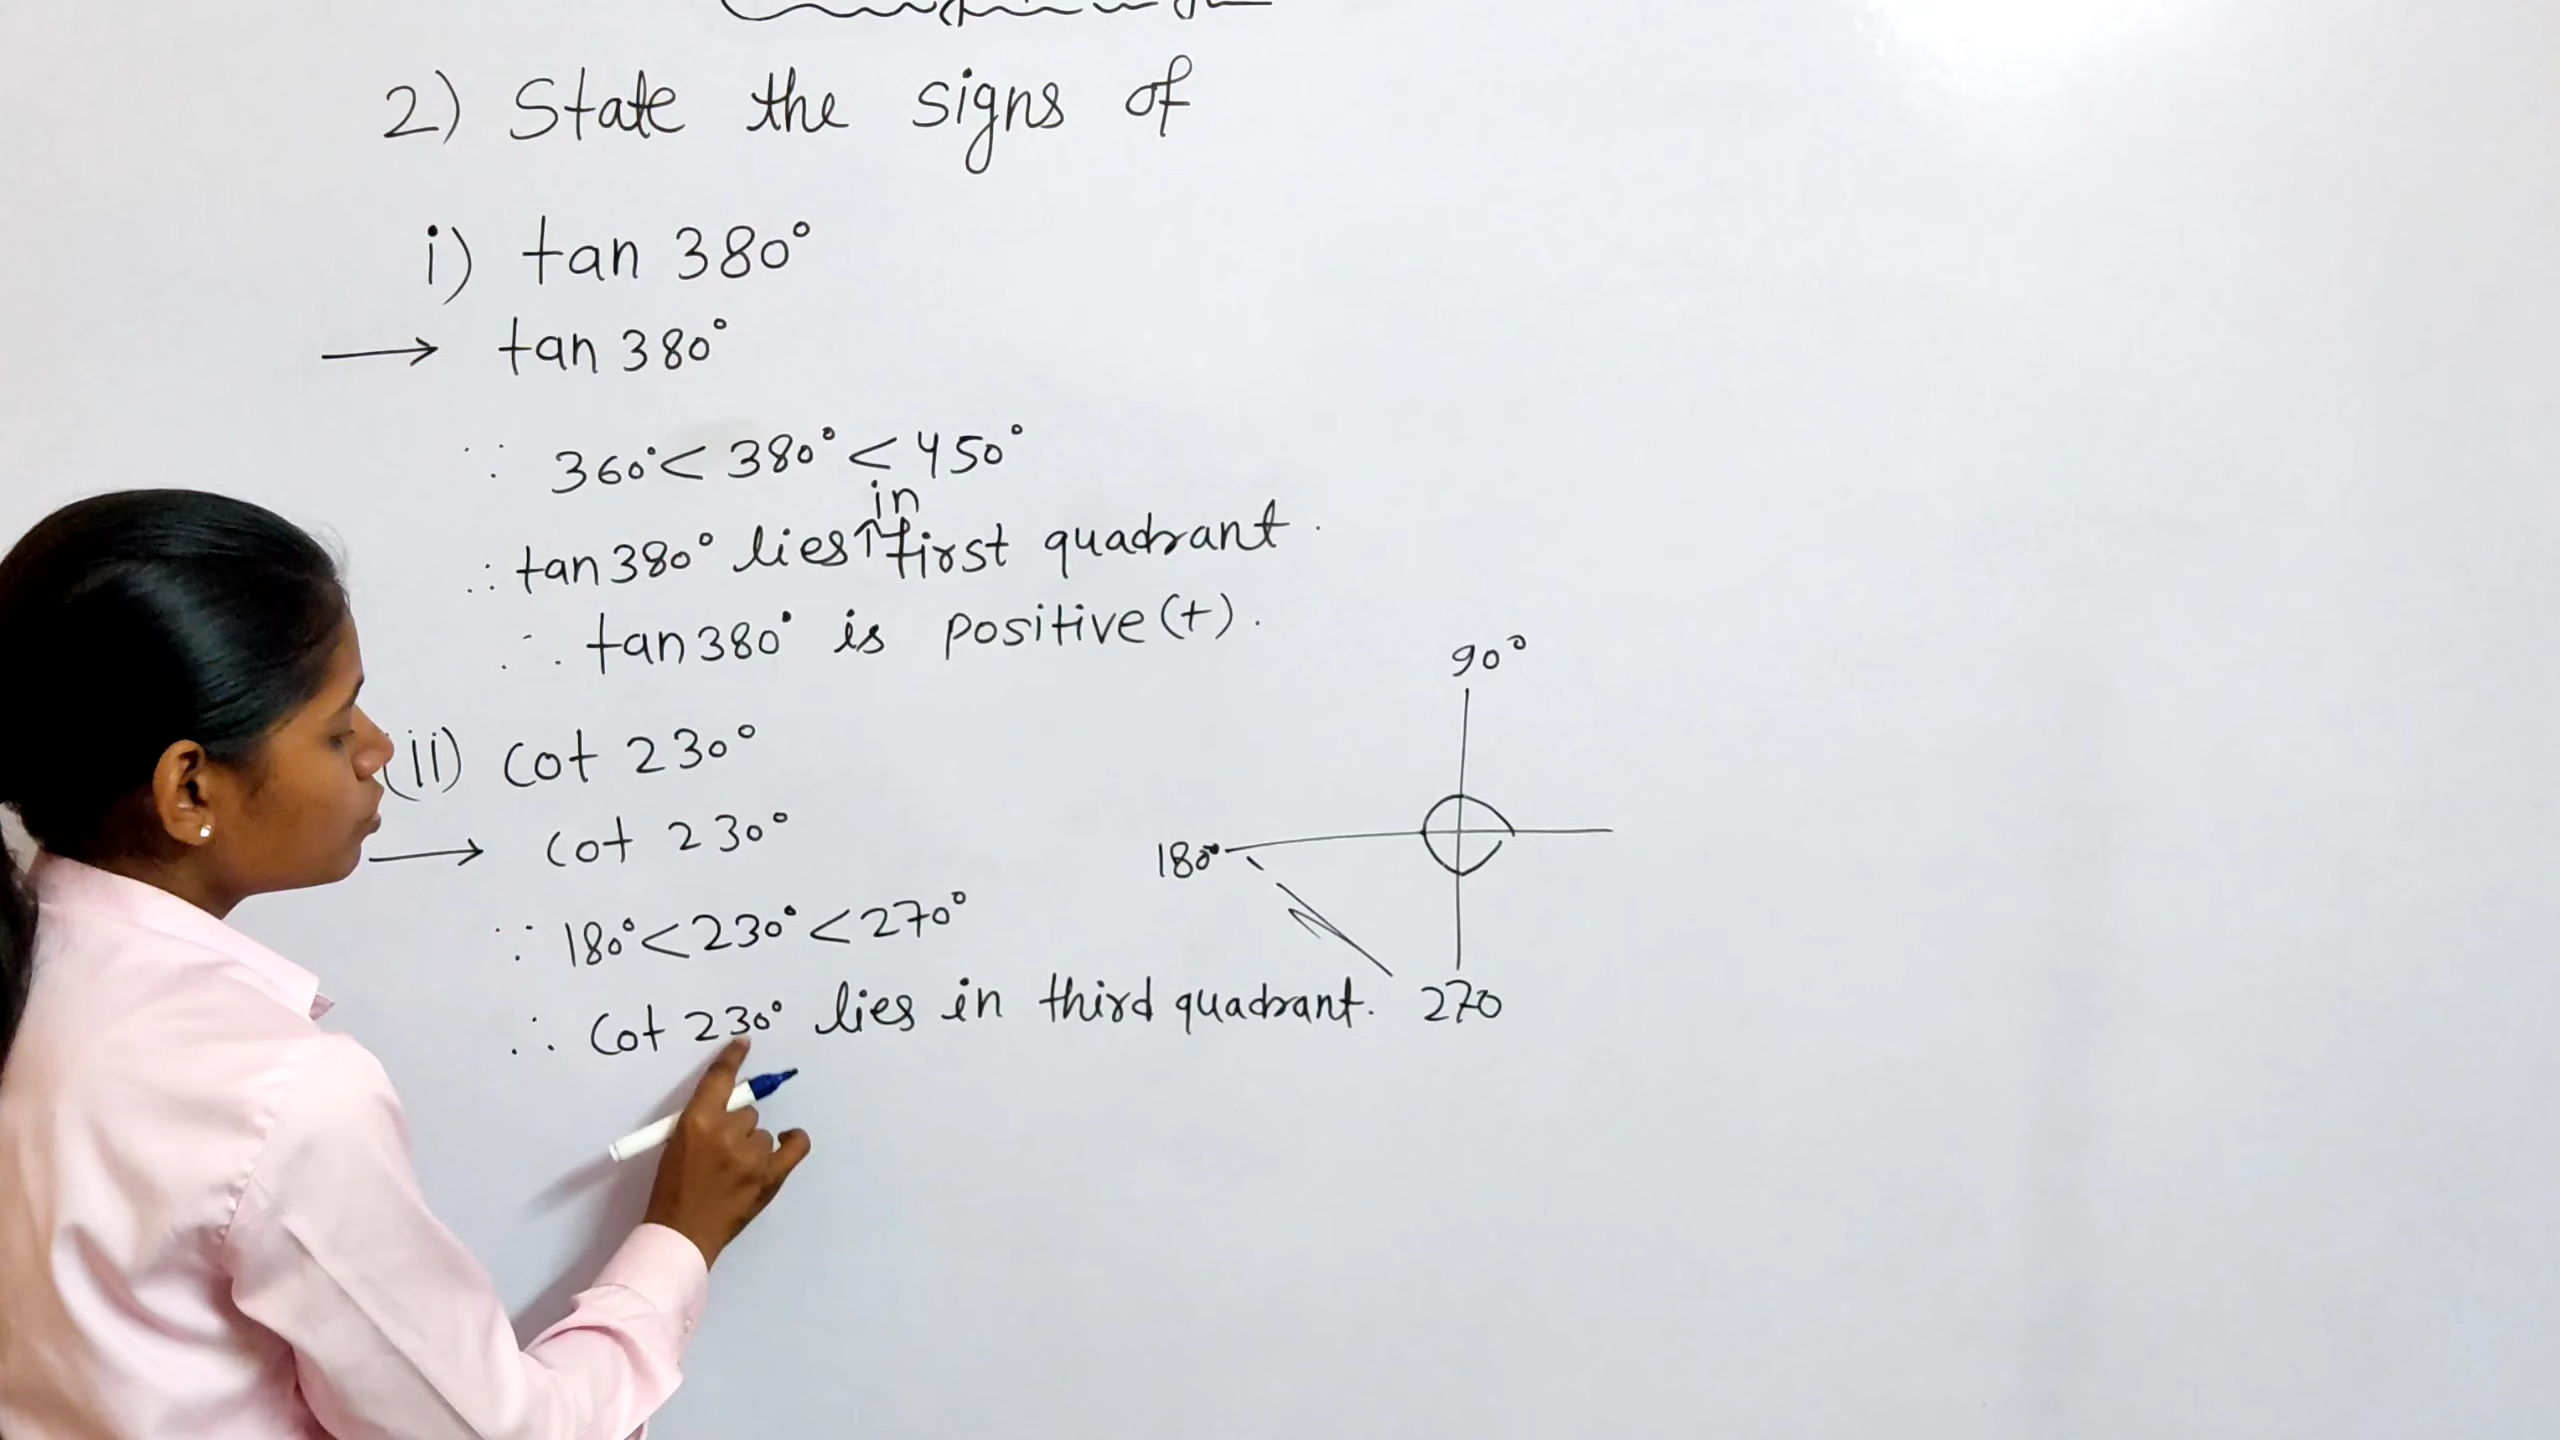 2) State the signs of
i) tan 380°
→ tan 380°
∵ 360° < 380° < 450°
in
∴ tan 380° lies ↑ first quadrant.
∴ tan 380° is positive (+).
90°
(ii) cot 230°
→ cot 230°
180°
∵ 180° < 230° < 270°
∴ Cot 230° lies in third quadrant.
270